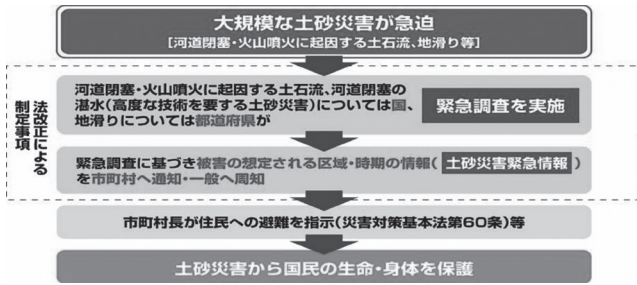 大規模な土砂災害が急迫
[河道閉塞・火山噴火に起因する土石流、地滑り等]
法改正による
制定事項
河道閉塞・火山噴火に起因する土石流、河道閉塞の
湛水(高度な技術を要する土砂災害)については国、
地滑りについては都道府県が
緊急調査を実施
緊急調査に基づき被害の想定される区域・時期の情報(土砂災害緊急情報)
を市町村へ通知・一般へ周知
市町村長が住民への避難を指示(災害対策基本法第60条)等
土砂災害から国民の生命・身体を保護